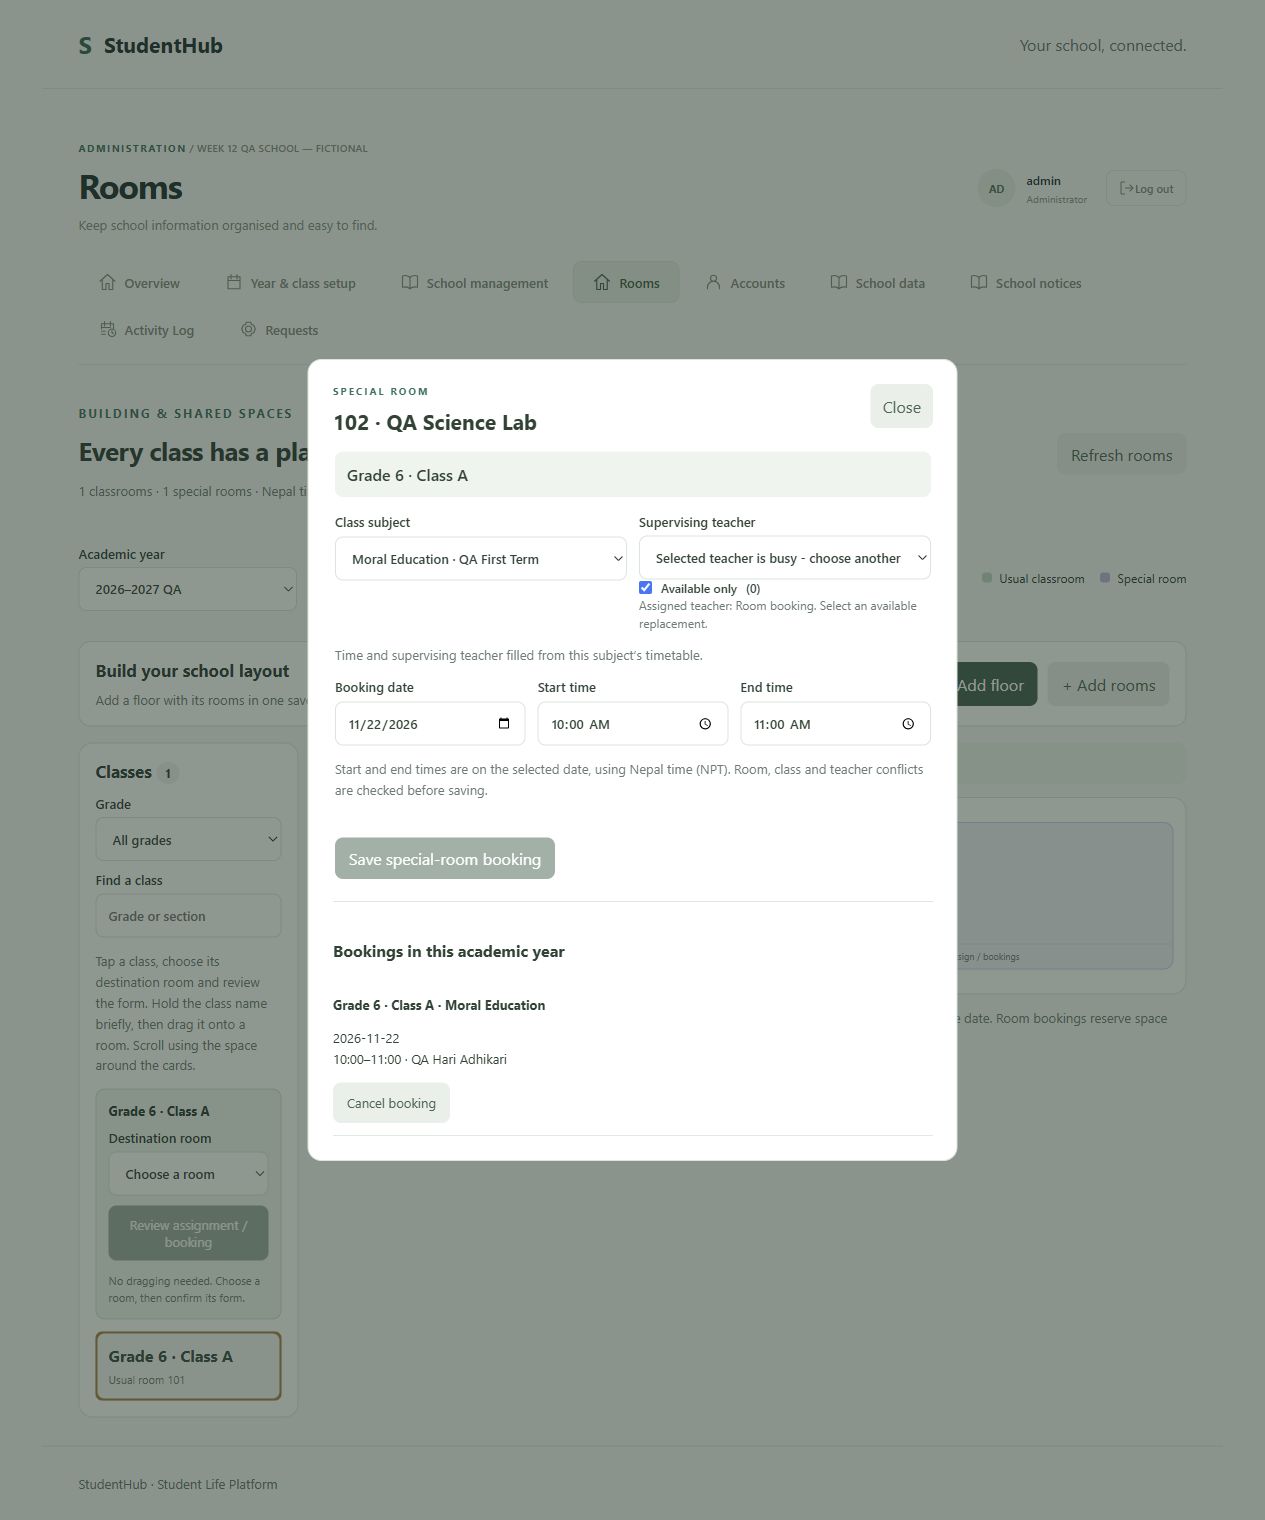 S StudentHub
Your school, connected.
ADMINISTRATION / WEEK 12 QA SCHOOL — FICTIONAL
Rooms
Keep school information organised and easy to find.
AD
admin
Administrator
Log out
Overview
Year & class setup
School management
Rooms
Accounts
School data
School notices
Activity Log
Requests
BUILDING & SHARED SPACES
Every class has a pla
1 classrooms · 1 special rooms · Nepal ti
Refresh rooms
Academic year
2026–2027 QA
Usual classroom
Special room
Build your school layout
Add a floor with its rooms in one sav
Add floor
+ Add rooms
Classes 1
Grade
All grades
Find a class
Grade or section
Tap a class, choose its
destination room and review
the form. Hold the class name
briefly, then drag it onto a
room. Scroll using the space
around the cards.
Grade 6 · Class A
Destination room
Choose a room
Review assignment /
booking
No dragging needed. Choose a
room, then confirm its form.
Grade 6 · Class A
Usual room 101
sign / bookings
e date. Room bookings reserve space
SPECIAL ROOM
102 · QA Science Lab
Close
Grade 6 · Class A
Class subject
Moral Education · QA First Term
Supervising teacher
Selected teacher is busy - choose another
Available only (0)
Assigned teacher: Room booking. Select an available
replacement.
Time and supervising teacher filled from this subject's timetable.
Booking date
11/22/2026
Start time
10:00 AM
End time
11:00 AM
Start and end times are on the selected date, using Nepal time (NPT). Room, class and teacher conflicts
are checked before saving.
Save special-room booking
Bookings in this academic year
Grade 6 · Class A · Moral Education
2026-11-22
10:00–11:00 · QA Hari Adhikari
Cancel booking
StudentHub · Student Life Platform